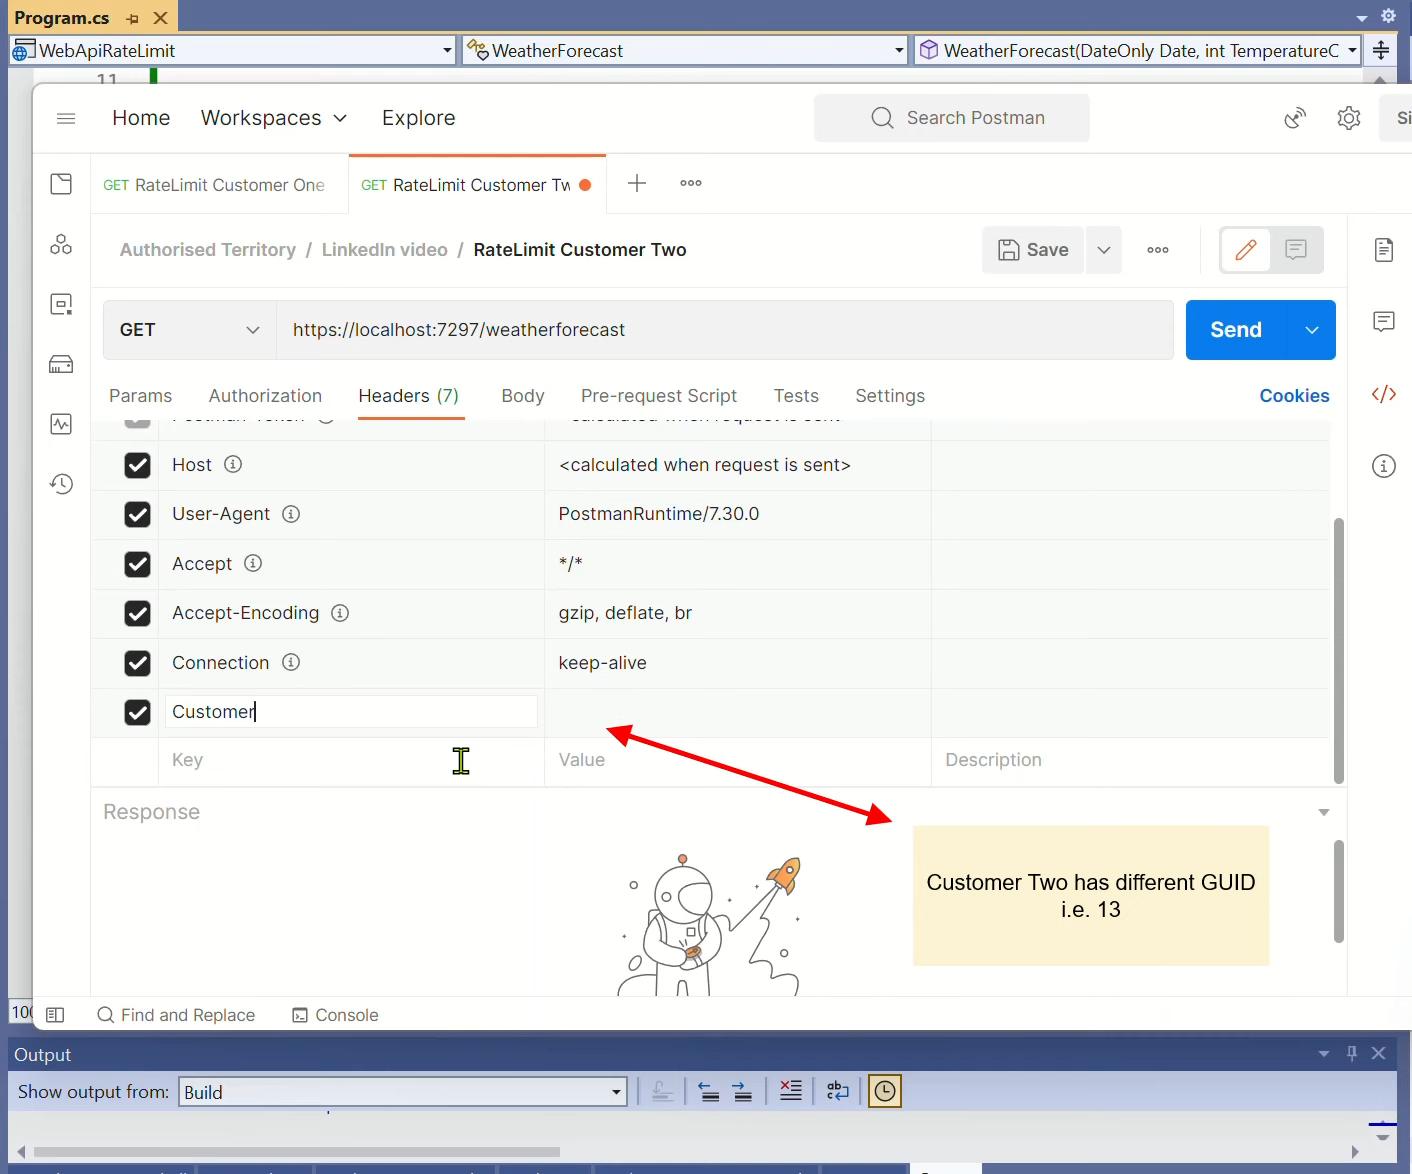 Program.cs
WebApiRateLimit
WeatherForecast
WeatherForecast(DateOnly Date, int TemperatureC
11
Home
Workspaces
Explore
Search Postman
GET RateLimit Customer One
GET RateLimit Customer Tw
Authorised Territory / LinkedIn video / RateLimit Customer Two
Save
GET
https://localhost:7297/weatherforecast
Send
Params
Authorization
Headers (7)
Body
Pre-request Script
Tests
Settings
Cookies
Host
<calculated when request is sent>
User-Agent
PostmanRuntime/7.30.0
Accept
*/*
Accept-Encoding
gzip, deflate, br
Connection
keep-alive
Customer
Key
Value
Description
Response
Customer Two has different GUID
i.e. 13
Find and Replace
Console
Output
Show output from:
Build